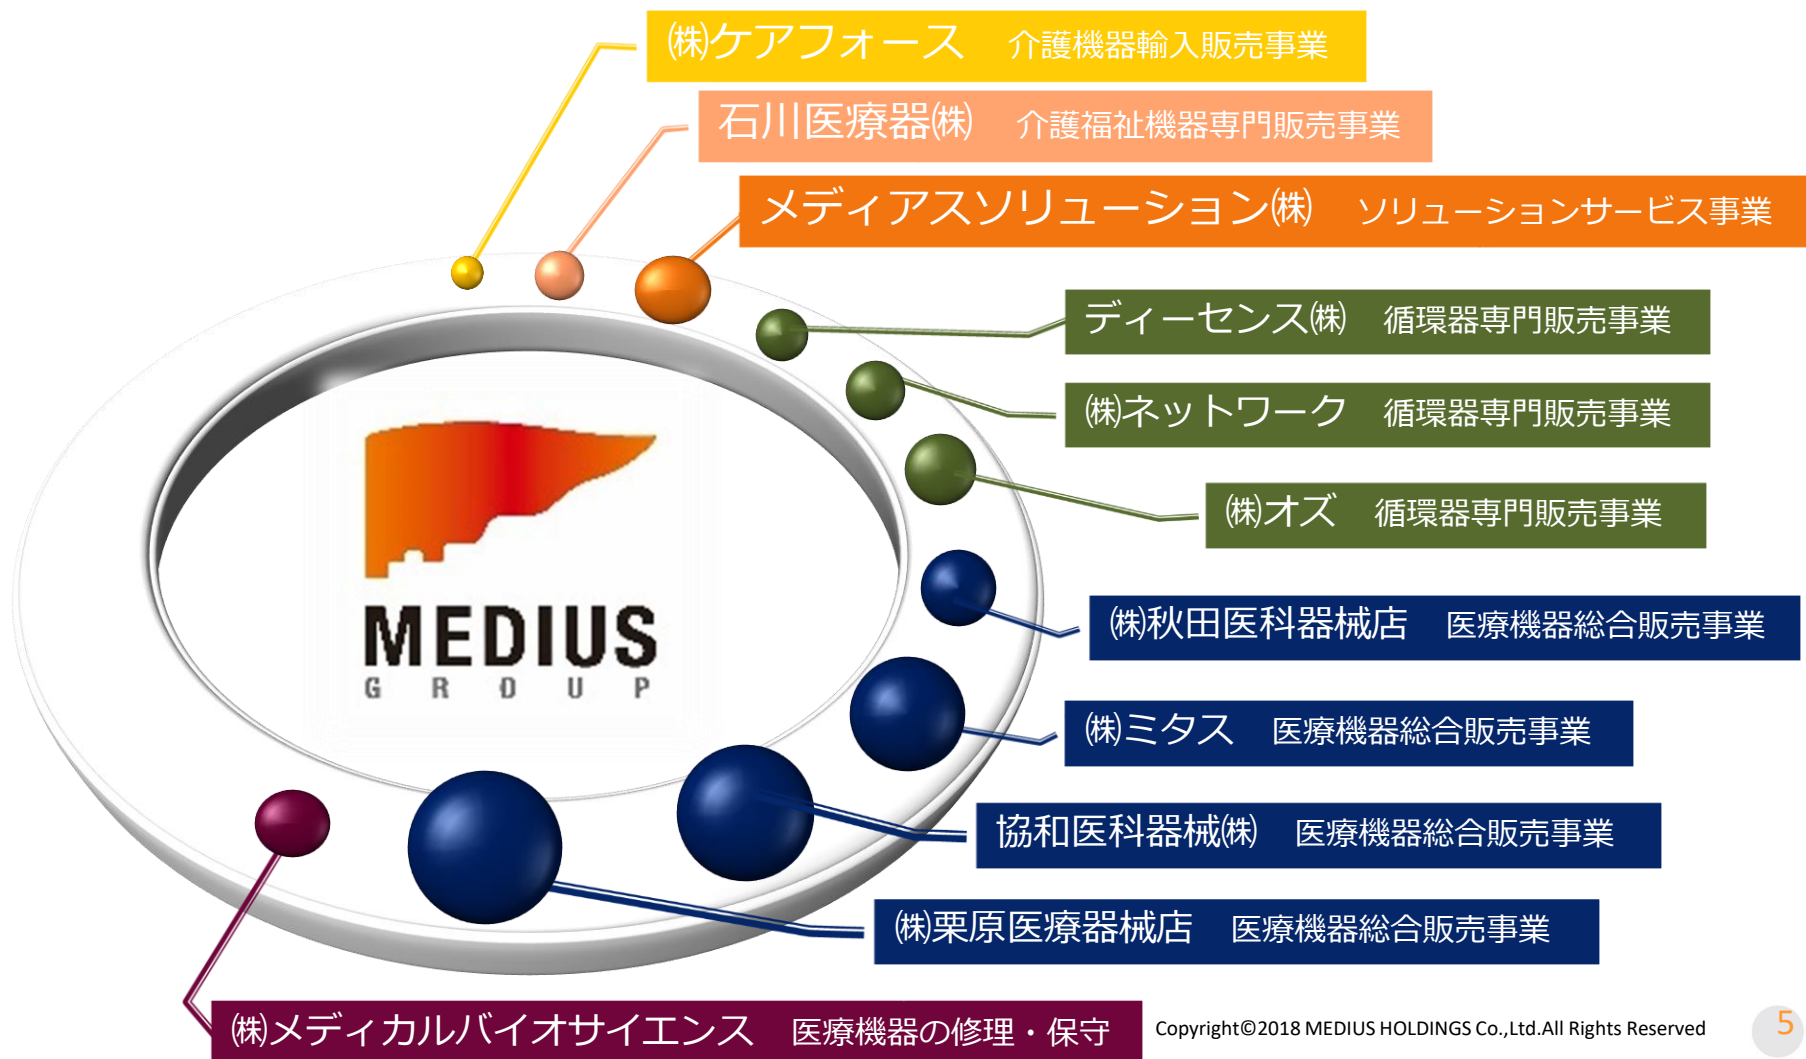 ㈱ケアフォース 介護機器輸入販売事業
石川医療器㈱ 介護福祉機器専門販売事業
メディアスソリューション㈱ ソリューションサービス事業
ディーセンス㈱ 循環器専門販売事業
㈱ネットワーク 循環器専門販売事業
㈱オズ 循環器専門販売事業
MEDIUS
GROUP
㈱秋田医科器械店 医療機器総合販売事業
㈱ミタス 医療機器総合販売事業
協和医科器械㈱ 医療機器総合販売事業
㈱栗原医療器械店 医療機器総合販売事業
㈱メディカルバイオサイエンス 医療機器の修理・保守
Copyright©2018 MEDIUS HOLDINGS Co.,Ltd.All Rights Reserved
5